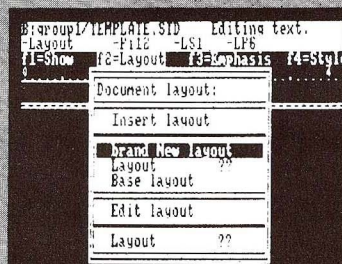 B:group1/TEMPLATE.STD Editing text.
-Layout -Fil2 -LS1 -LP6
f1=Show f2=Layout f3=Emphasis f4=Style
Document layout:
Insert layout
brand New layout
Layout ??
Base layout
Edit layout
Layout ??